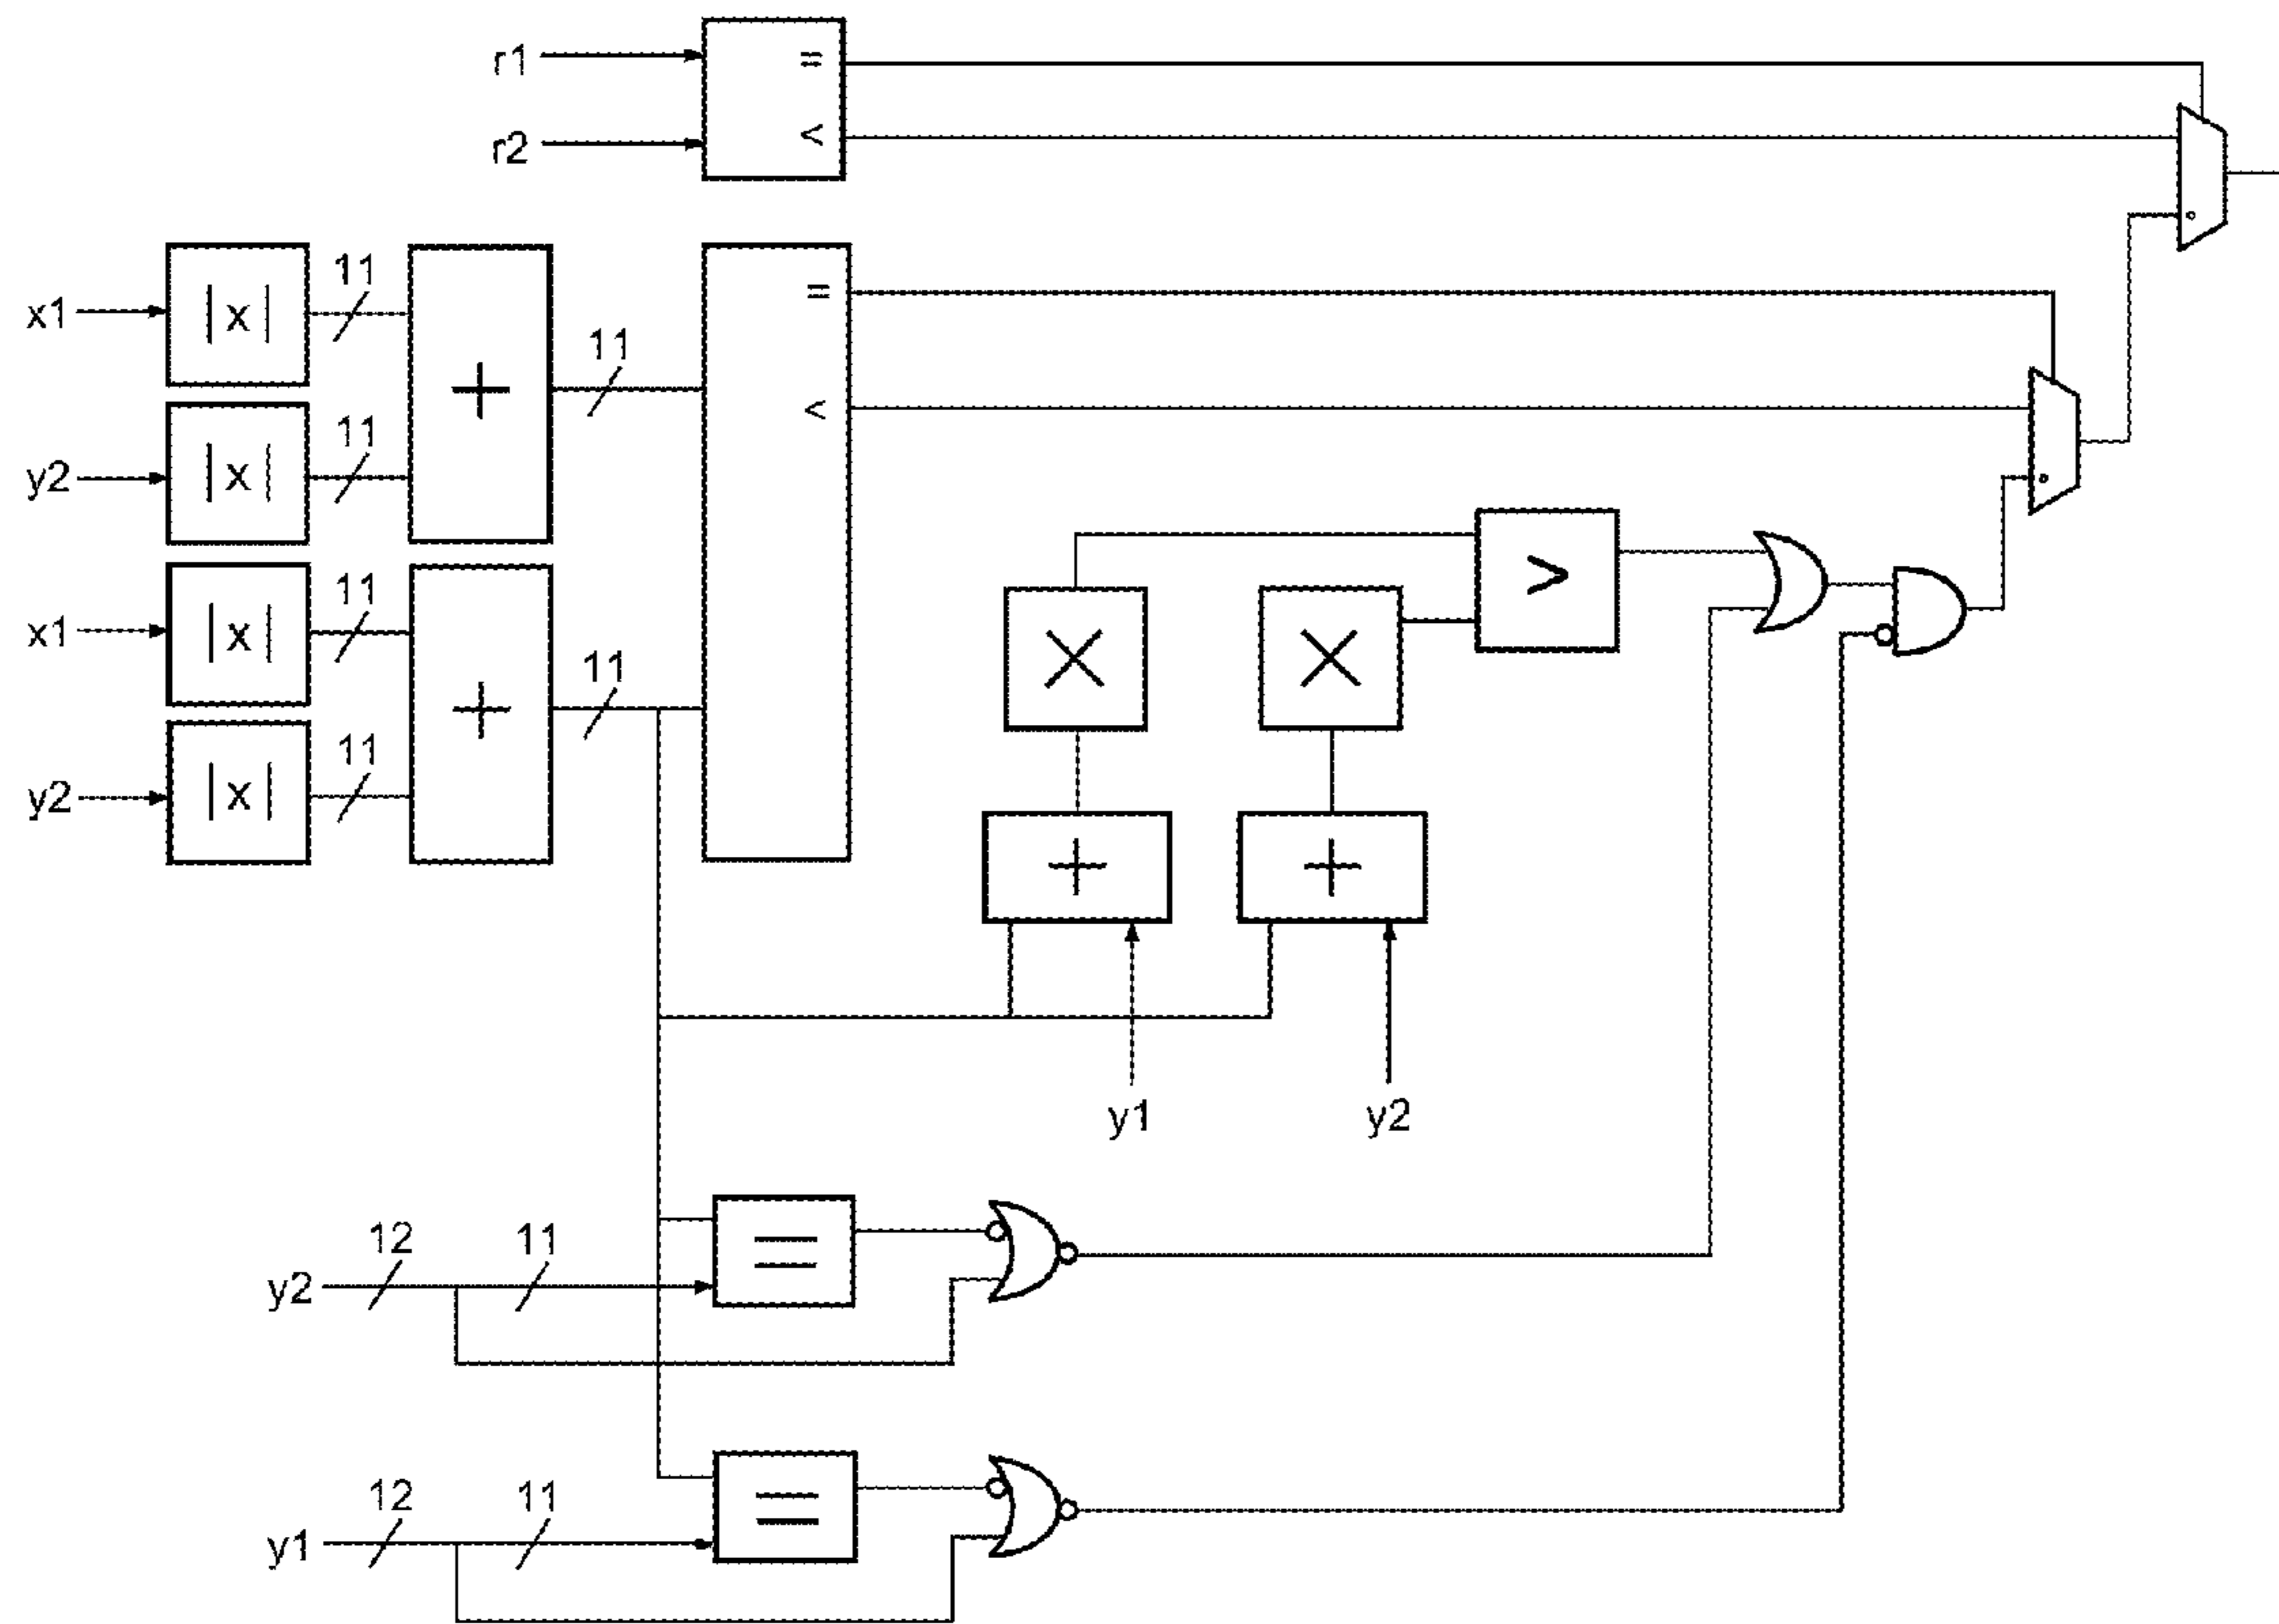 r1
=
r2
<
x1
|x|
11
+
11
=
y2
|x|
11
<
x1
|x|
11
+
11
y2
|x|
11
×
×
>
+
+
y1
y2
y2
12
11
=
y1
12
11
=